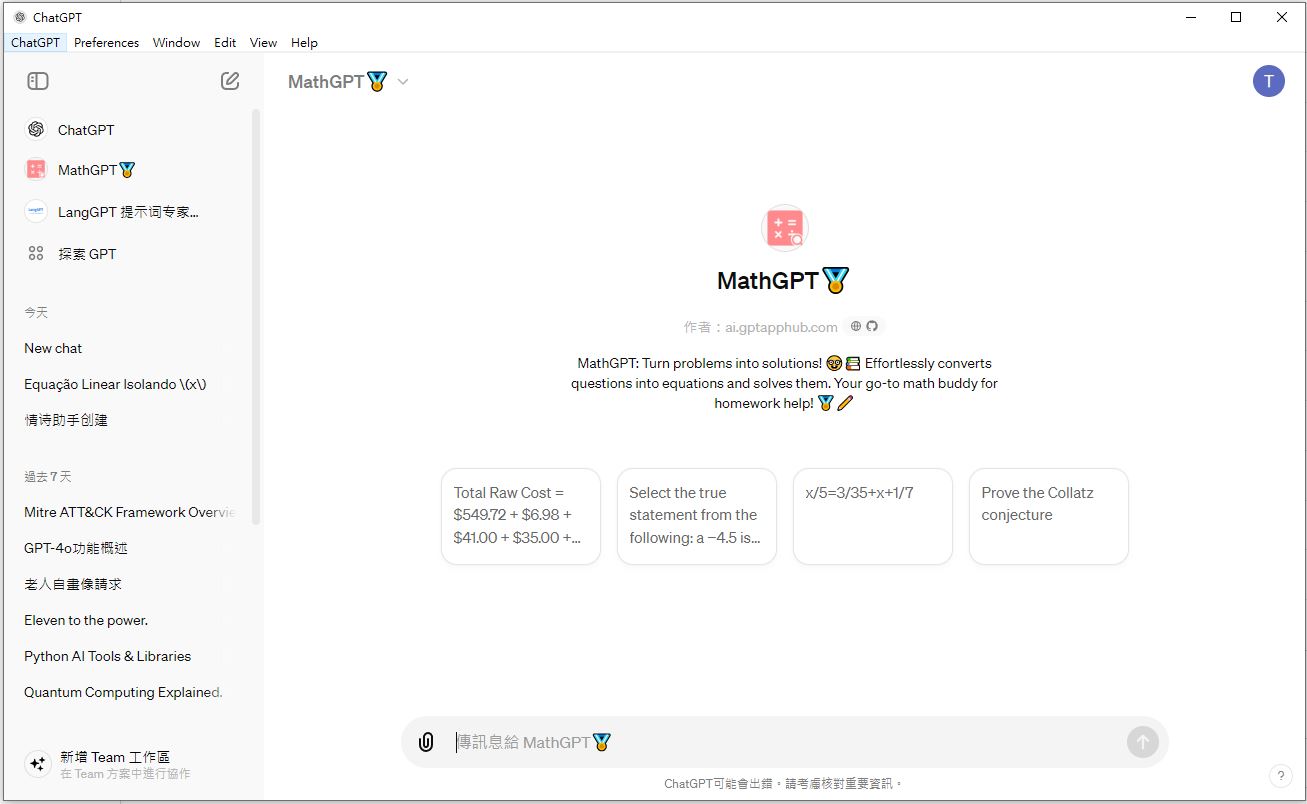 ChatGPT
ChatGPT Preferences Window Edit View Help
ChatGPT
MathGPT🏅
LangGPT 提示词专家...
探索 GPT
今天
New chat
Equação Linear Isolando \(x\)
情诗助手创建
過去 7 天
Mitre ATT&CK Framework Overvie
GPT-4o功能概述
老人自畫像請求
Eleven to the power.
Python AI Tools & Libraries
Quantum Computing Explained.
新增 Team 工作區
在 Team 方案中進行協作
MathGPT🏅
T
MathGPT🏅
作者：ai.gptapphub.com
MathGPT: Turn problems into solutions! 🤓📚 Effortlessly converts
questions into equations and solves them. Your go-to math buddy for
homework help! 🏅✏️
Total Raw Cost =
$549.72 + $6.98 +
$41.00 + $35.00 +...
Select the true
statement from the
following: a −4.5 is...
x/5=3/35+x+1/7
Prove the Collatz
conjecture
傳訊息給 MathGPT🏅
ChatGPT可能會出錯。請考慮核對重要資訊。
?